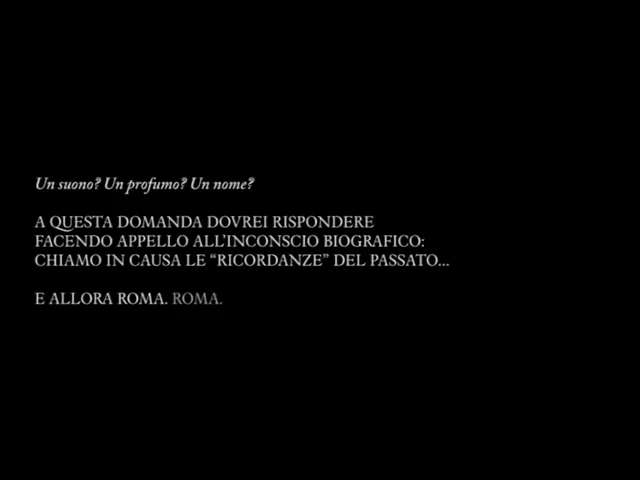 Un suono? Un profumo? Un nome?
A QUESTA DOMANDA DOVREI RISPONDERE
FACENDO APPELLO ALL’INCONSCIO BIOGRAFICO:
CHIAMO IN CAUSA LE “RICORDANZE” DEL PASSATO...
E ALLORA ROMA. ROMA.